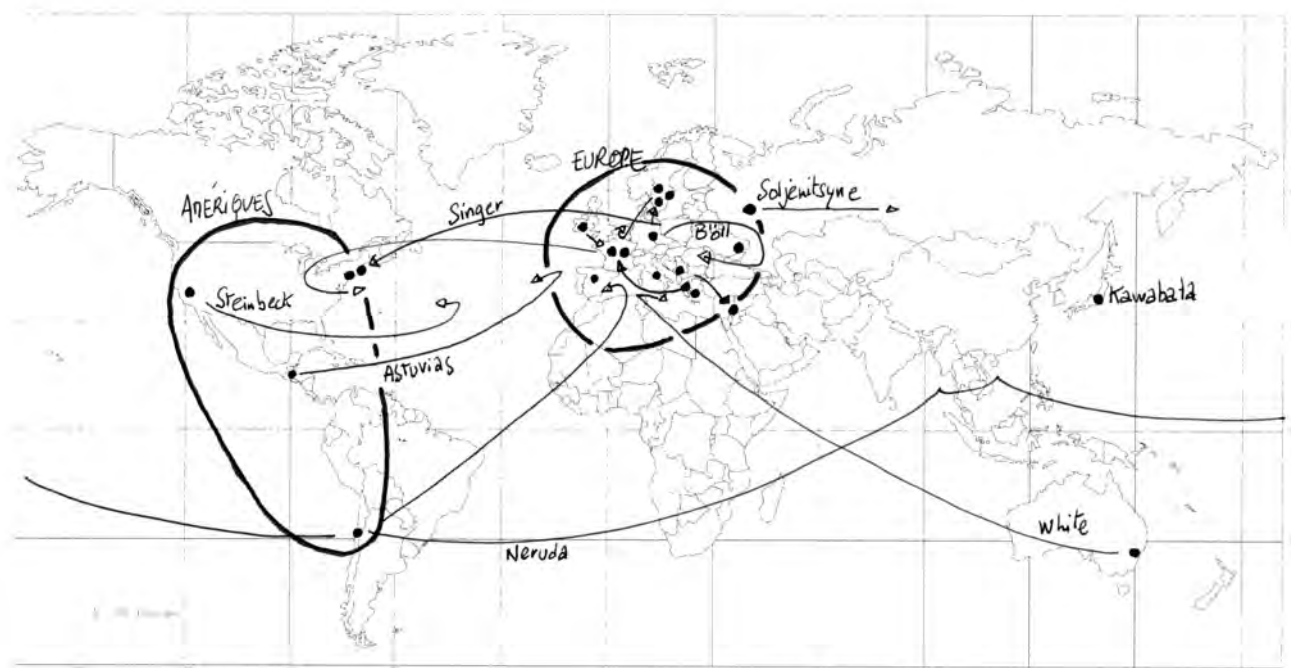 EUROPE
Soljenitsyne
AMÉRIQUES
Singer
Böll
Steinbeck
Kawabata
Asturias
White
Neruda